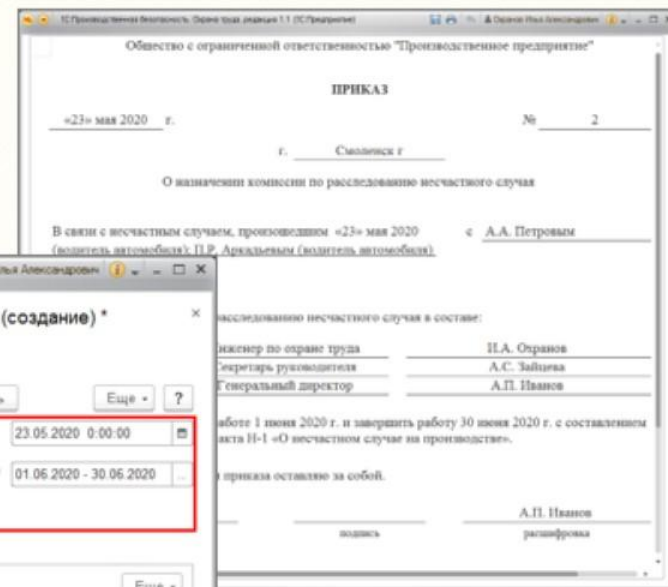 1С:Производственная безопасность. Охрана труда, редакция 1.1 (1С:Предприятие)
Охранов Илья Александрович
Общество с ограниченной ответственностью "Производственное предприятие"
ПРИКАЗ
«23» мая 2020 г.
№ 2
г. Смоленск г
О назначении комиссии по расследованию несчастного случая
В связи с несчастным случаем, произошедшим «23» мая 2020 с А.А. Петровым
(водитель автомобиля); П.Р. Аркадьевым (водитель автомобиля)
расследованию несчастного случая в составе:
Инженер по охране труда И.А. Охранов
Секретарь руководителя А.С. Зайцева
Генеральный директор А.П. Иванов
работе 1 июня 2020 г. и завершить работу 30 июня 2020 г. с составлением
акта Н-1 «О несчастном случае на производстве».
приказа оставляю за собой.
А.П. Иванов
подпись расшифровка
Илья Александрович
(создание) *
Еще
?
23.05.2020 0:00:00
01.06.2020 - 30.06.2020
Еще